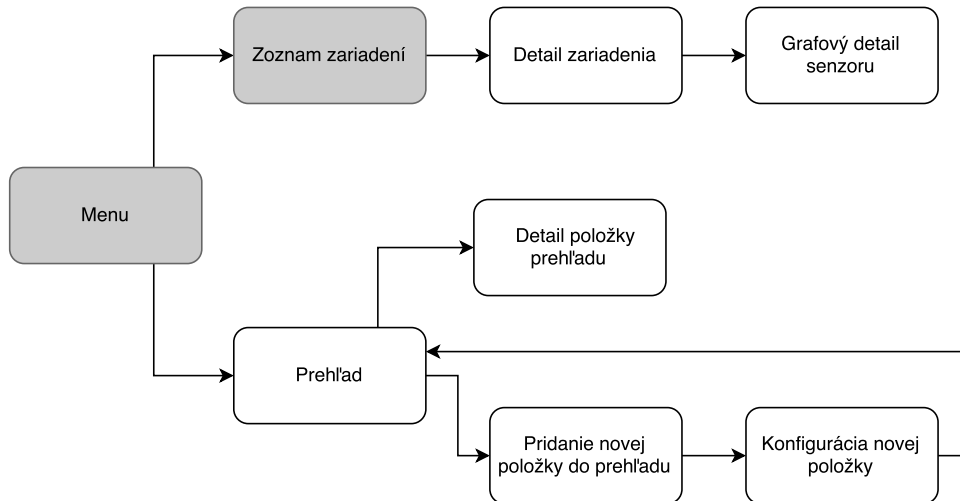 Zoznam zariadení
Detail zariadenia
Grafový detail
senzoru
Menu
Detail položky
prehľadu
Prehľad
Pridanie novej
položky do prehľadu
Konfigurácia novej
položky